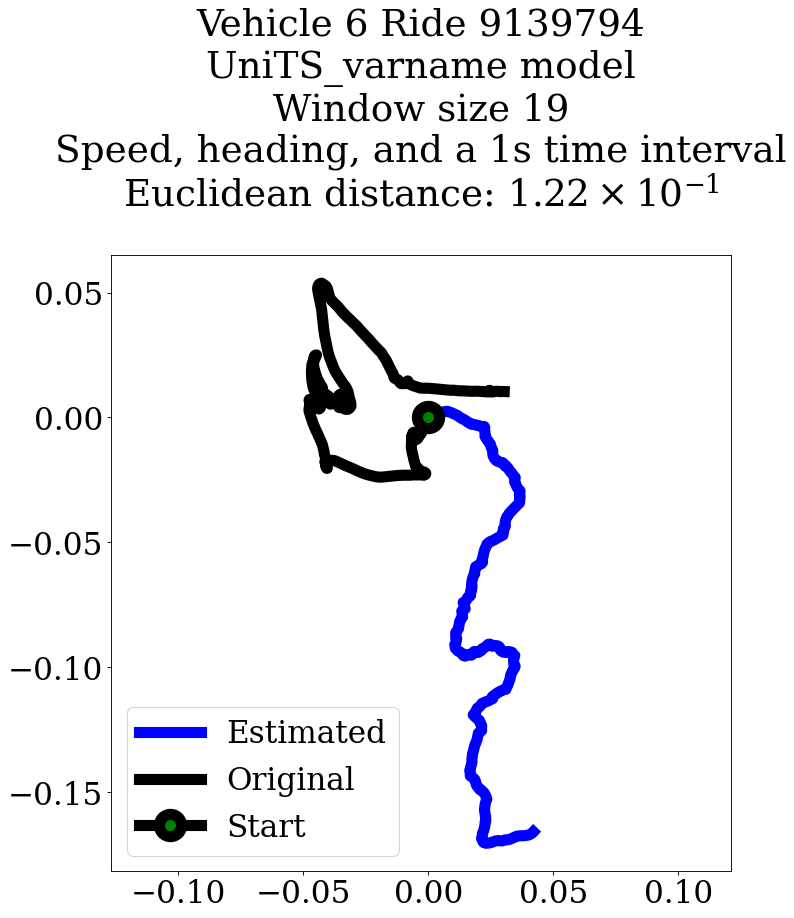 Vehicle 6 Ride 9139794
UniTS_varname model
Window size 19
Speed, heading, and a 1s time interval
Euclidean distance: 1.22 × 10⁻¹
0.05
0.00
−0.05
−0.10
−0.15
Estimated
Original
Start
−0.10 −0.05 0.00 0.05 0.10